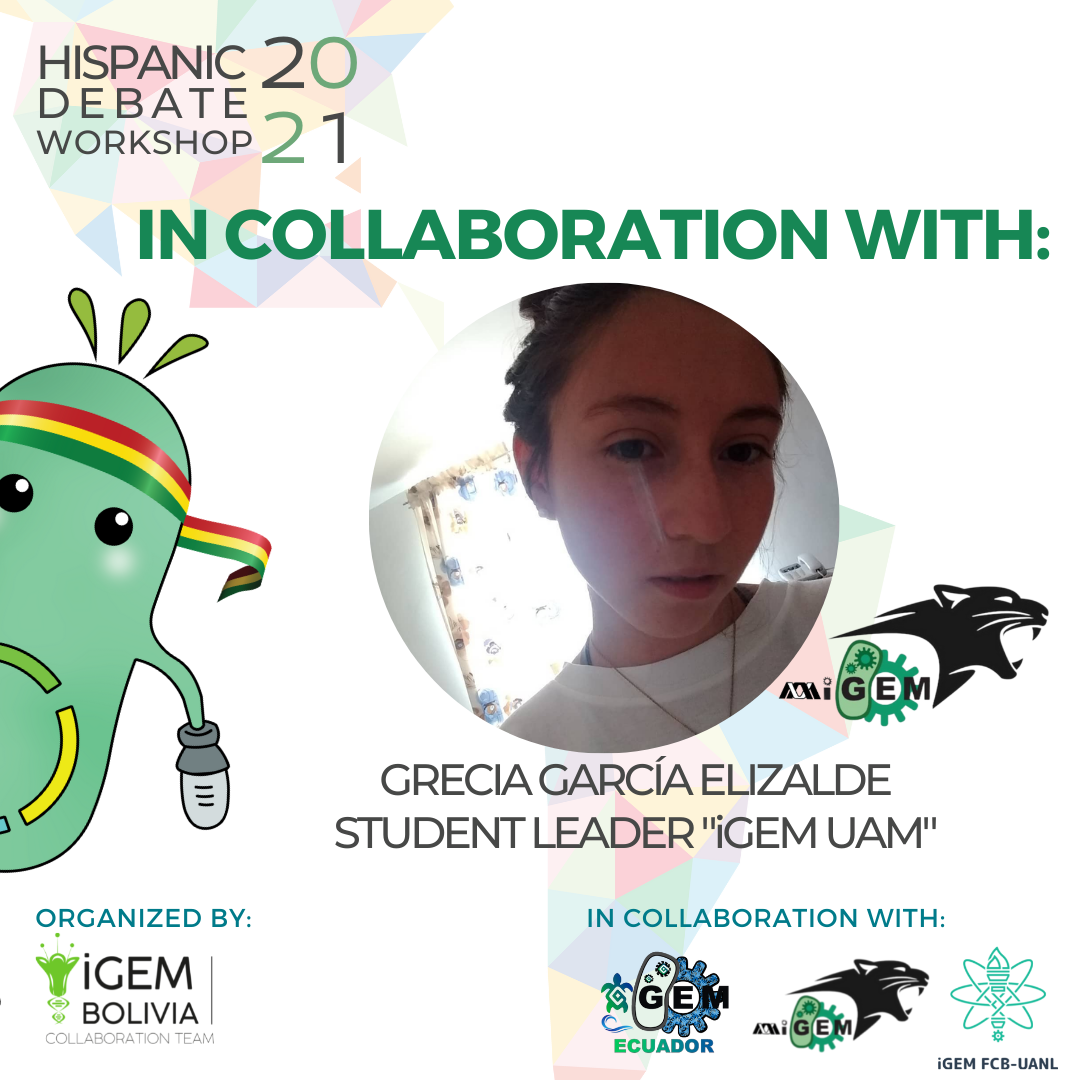 HISPANIC
DEBATE
WORKSHOP
20
21
IN COLLABORATION WITH:
iGEM
GRECIA GARCÍA ELIZALDE
STUDENT LEADER "iGEM UAM"
ORGANIZED BY:
iGEM
BOLIVIA
COLLABORATION TEAM
IN COLLABORATION WITH:
GEM
ECUADOR
iGEM
iGEM FCB-UANL